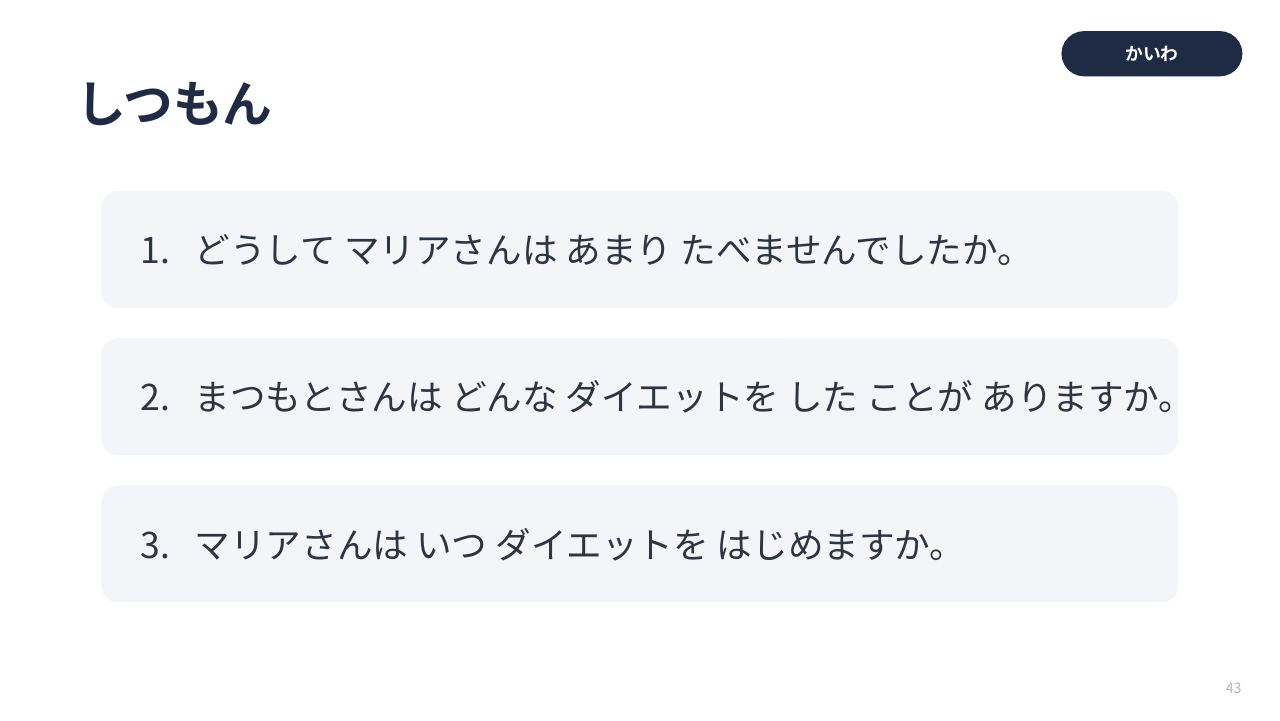 かいわ
しつもん
1. どうして マリアさんは あまり たべませんでしたか。
2. まつもとさんは どんな ダイエットを した ことが ありますか。
3. マリアさんは いつ ダイエットを はじめますか。
43